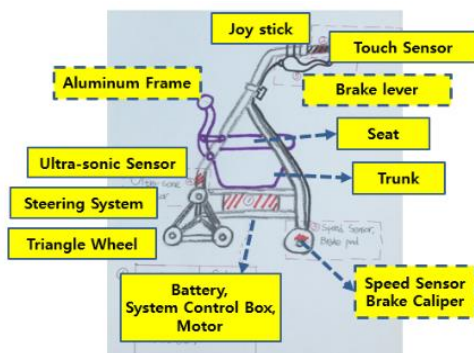 Joy stick
Touch Sensor
Aluminum Frame
Brake lever
Seat
Ultra-sonic Sensor
Trunk
Steering System
Speed Sensor,
Brake pad
Triangle Wheel
Battery,
System Control Box,
Motor
Speed Sensor
Brake Caliper